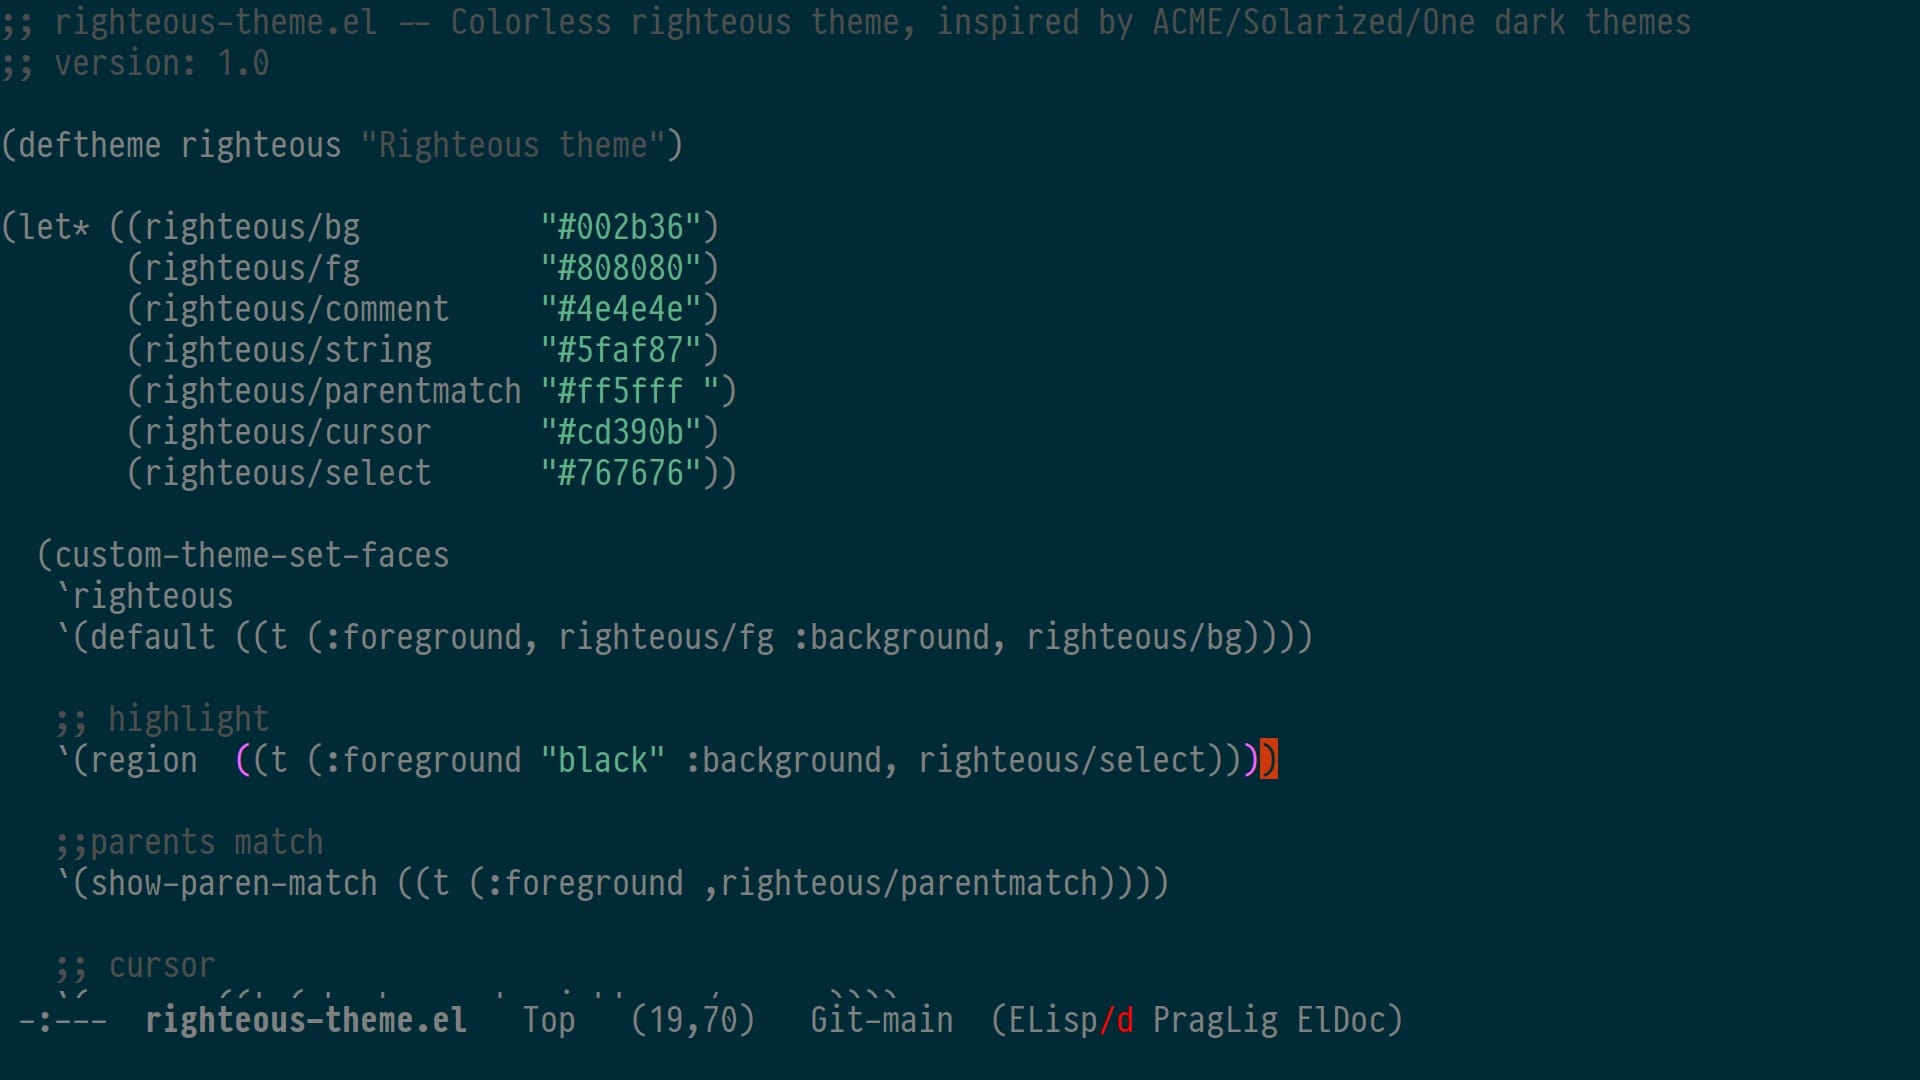 ;; righteous-theme.el -- Colorless righteous theme, inspired by ACME/Solarized/One dark themes
;; version: 1.0
(deftheme righteous "Righteous theme")
(let* ((righteous/bg          "#002b36")
       (righteous/fg          "#808080")
       (righteous/comment     "#4e4e4e")
       (righteous/string      "#5faf87")
       (righteous/parentmatch "#ff5fff ")
       (righteous/cursor      "#cd390b")
       (righteous/select      "#767676"))
  (custom-theme-set-faces
   `righteous
   `(default ((t (:foreground, righteous/fg :background, righteous/bg))))
   ;; highlight
   `(region  ((t (:foreground "black" :background, righteous/select))))
   ;;parents match
   `(show-paren-match ((t (:foreground ,righteous/parentmatch))))
   ;; cursor
 -:---  righteous-theme.el   Top   (19,70)   Git-main  (ELisp/d PragLig ElDoc)